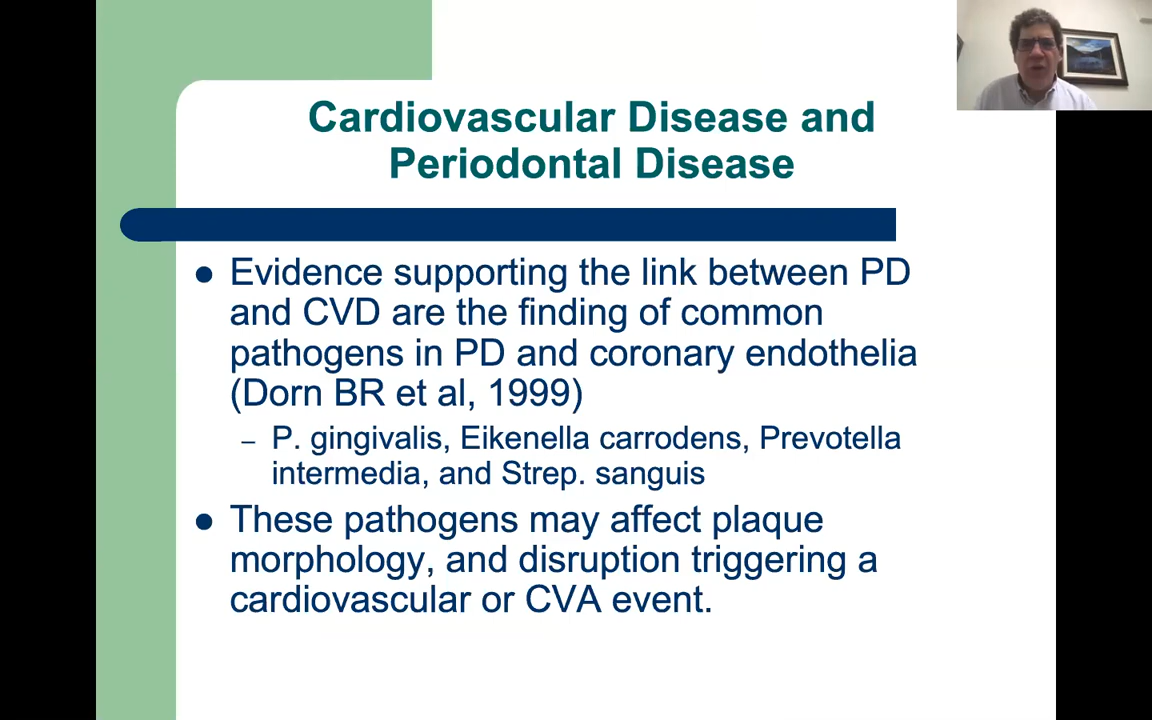 Cardiovascular Disease and
Periodontal Disease
● Evidence supporting the link between PD
and CVD are the finding of common
pathogens in PD and coronary endothelia
(Dorn BR et al, 1999)
– P. gingivalis, Eikenella carrodens, Prevotella
intermedia, and Strep. sanguis
● These pathogens may affect plaque
morphology, and disruption triggering a
cardiovascular or CVA event.